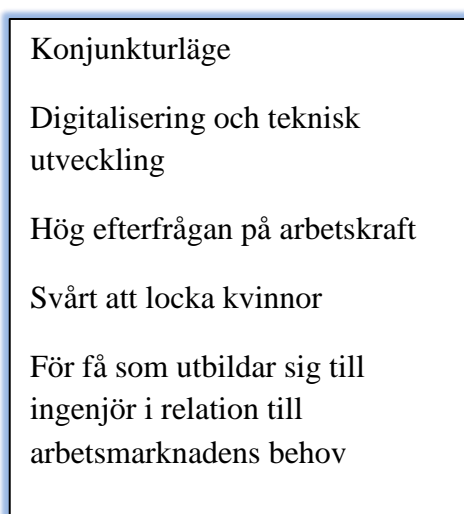 Konjunkturläge
Digitalisering och teknisk
utveckling
Hög efterfrågan på arbetskraft
Svårt att locka kvinnor
För få som utbildar sig till
ingenjör i relation till
arbetsmarknadens behov